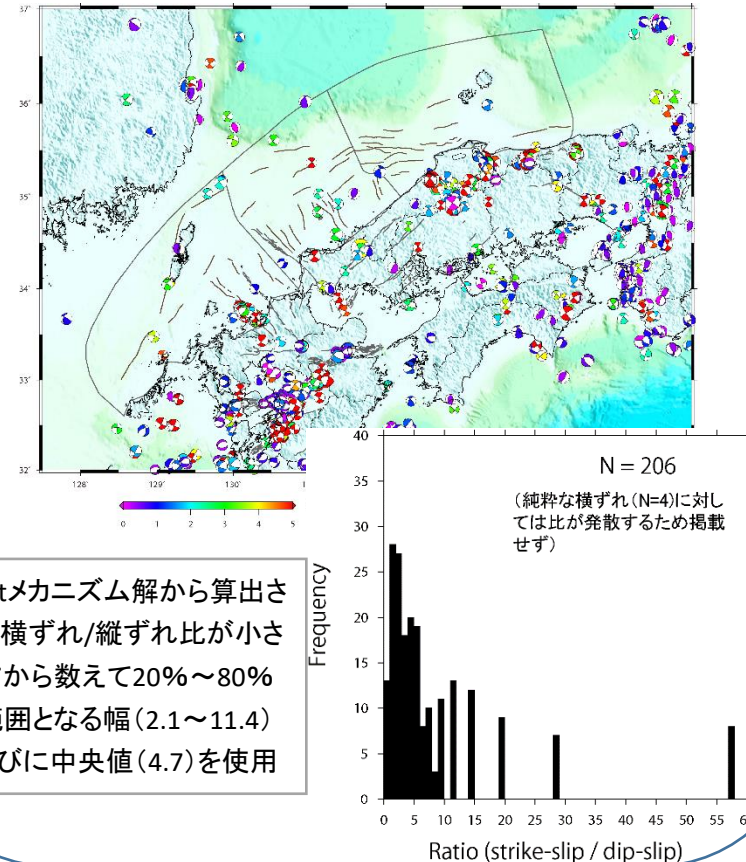 37°
36°
35°
34°
33°
32°
128°
129°
130°
0 1 2 3 4 5
tメカニズム解から算出さ
横ずれ/縦ずれ比が小さ
から数えて20%～80%
囲となる幅（2.1～11.4）
びに中央値（4.7）を使用
N = 206
（純粋な横ずれ（N=4）に対し
ては比が発散するため掲載
せず）
Frequency
40
35
30
25
20
15
10
5
0
0 5 10 15 20 25 30 35 40 45 50 55
Ratio (strike-slip / dip-slip)